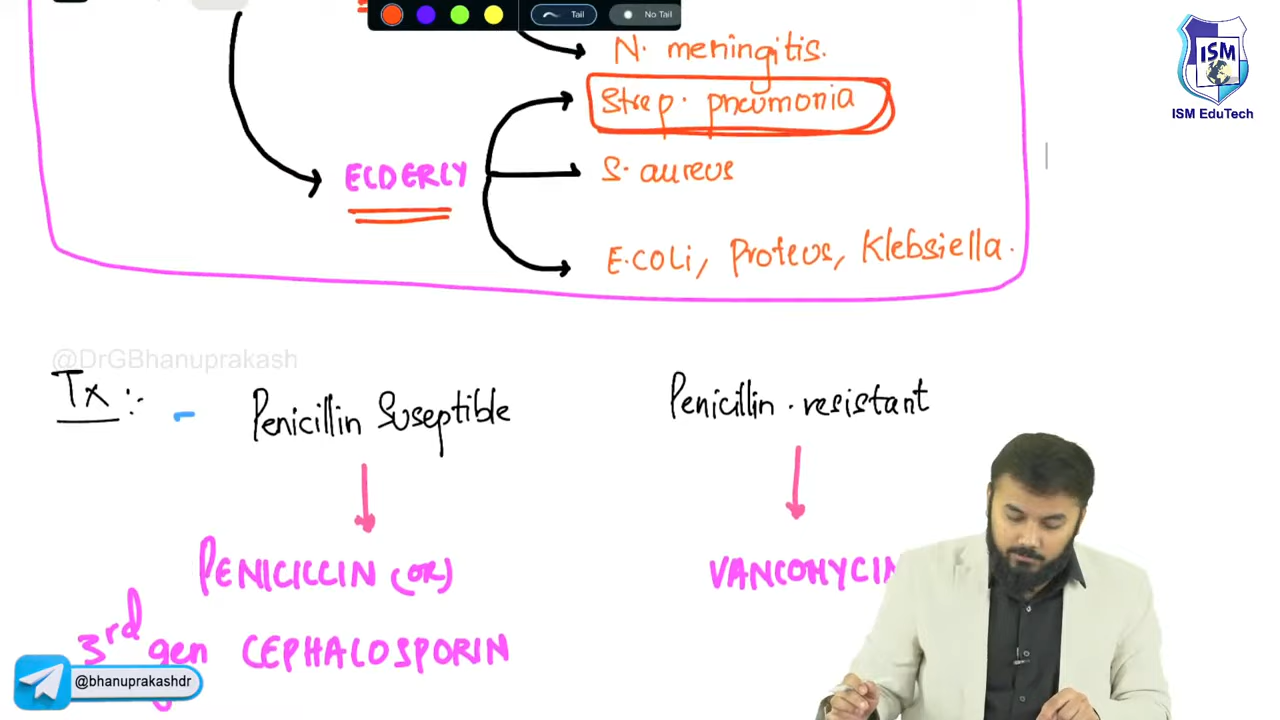 Tail
No Tail
ISM
ISM EduTech
N. meningitis.
Strep. pneumonia
ELDERLY
S. aureus
E.COLi, Proteus, Klebsiella.
@DrGBhanuprakash
Tx :-
Penicillin Suseptible
Penicillin . resistant
PENICILLIN (OR)
VANCOMYCIN
3rd gen CEPHALOSPORIN
@bhanuprakashdr